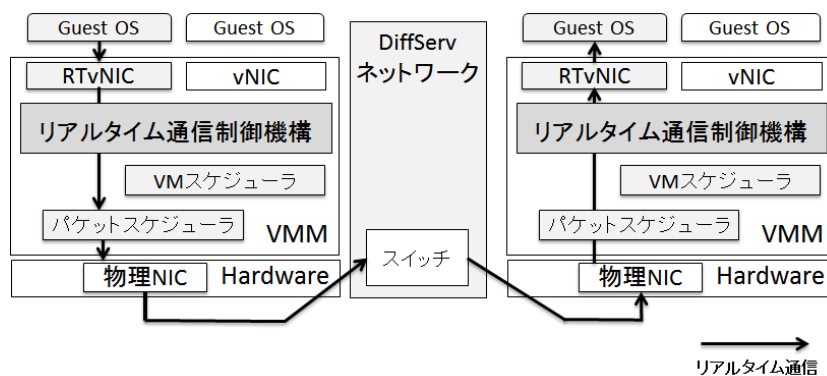 Guest OS
Guest OS
RTvNIC
vNIC
リアルタイム通信制御機構
VMスケジューラ
パケットスケジューラ
VMM
物理NIC
Hardware
DiffServ
ネットワーク
スイッチ
Guest OS
Guest OS
RTvNIC
vNIC
リアルタイム通信制御機構
VMスケジューラ
パケットスケジューラ
VMM
物理NIC
Hardware
リアルタイム通信